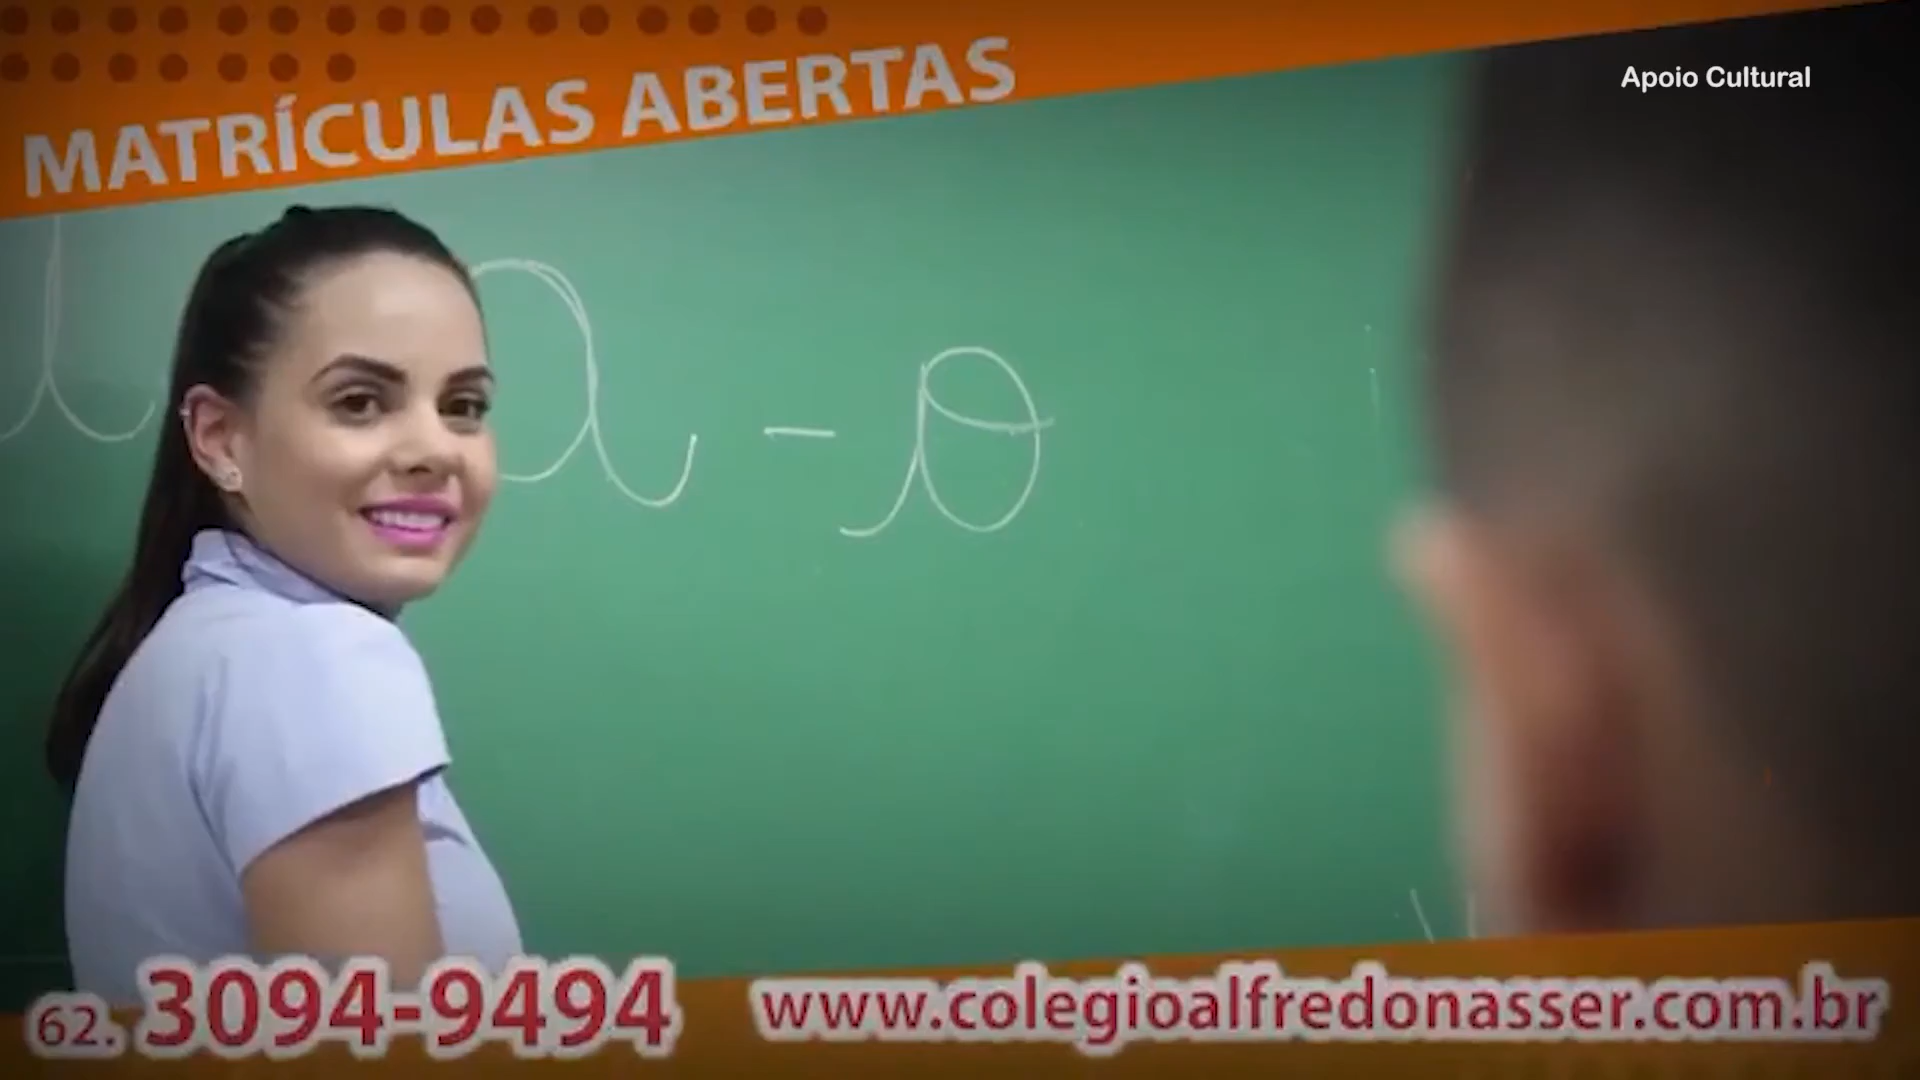 Apoio Cultural
MATRÍCULAS ABERTAS
a - o
62. 3094-9494
www.colegioalfredonasser.com.br